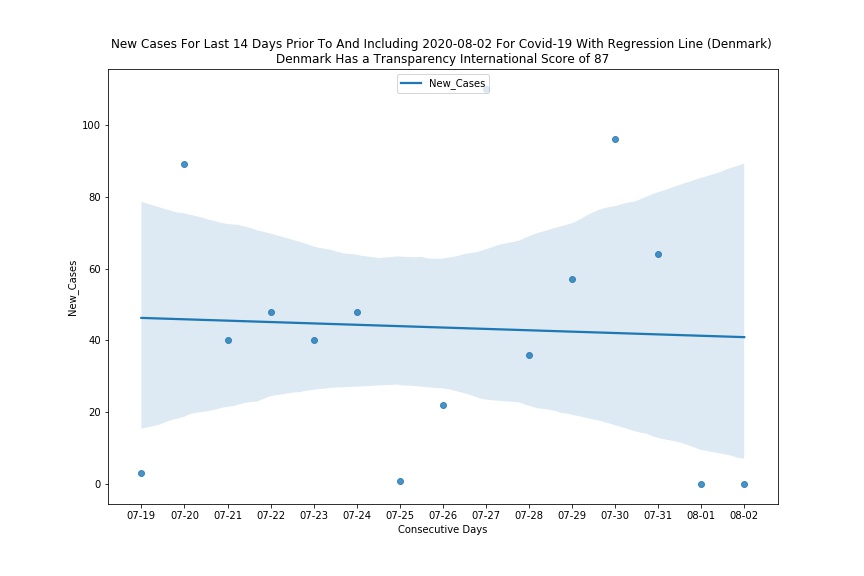 New Cases For Last 14 Days Prior To And Including 2020-08-02 For Covid-19 With Regression Line (Denmark)
Denmark Has a Transparency International Score of 87
New_Cases
100
80
60
40
20
0
New_Cases
07-19 07-20 07-21 07-22 07-23 07-24 07-25 07-26 07-27 07-28 07-29 07-30 07-31 08-01 08-02
Consecutive Days